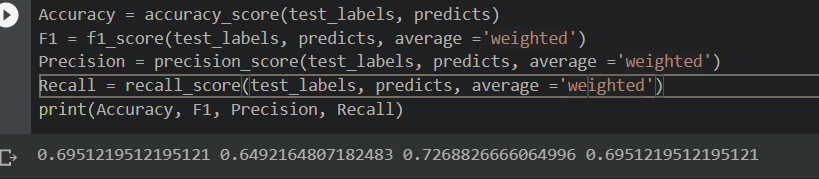 Accuracy = accuracy_score(test_labels, predicts)
F1 = f1_score(test_labels, predicts, average ='weighted')
Precision = precision_score(test_labels, predicts, average ='weighted')
Recall = recall_score(test_labels, predicts, average ='weighted')
print(Accuracy, F1, Precision, Recall)
0.6951219512195121 0.6492164807182483 0.7268826666064996 0.6951219512195121